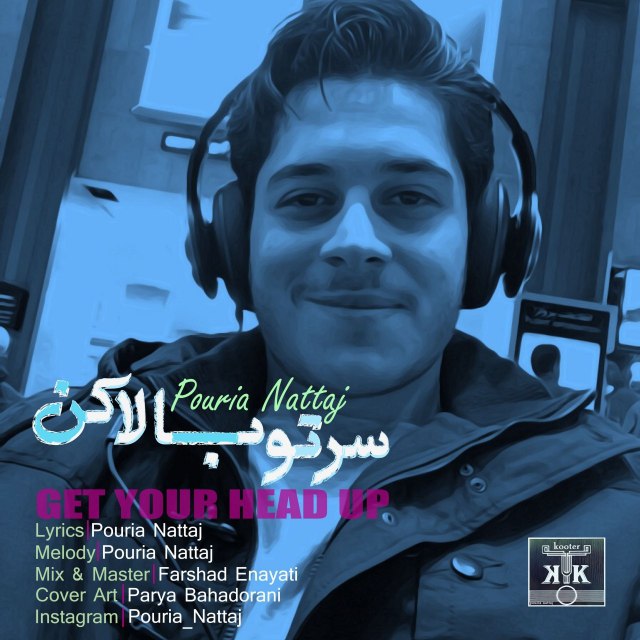 Pouria Nattaj
سرتو بالا کن
GET YOUR HEAD UP
Lyrics|Pouria Nattaj
Melody|Pouria Nattaj
Mix & Master|Farshad Enayati
Cover Art|Parya Bahadorani
Instagram|Pouria_Nattaj
kooter
K T K